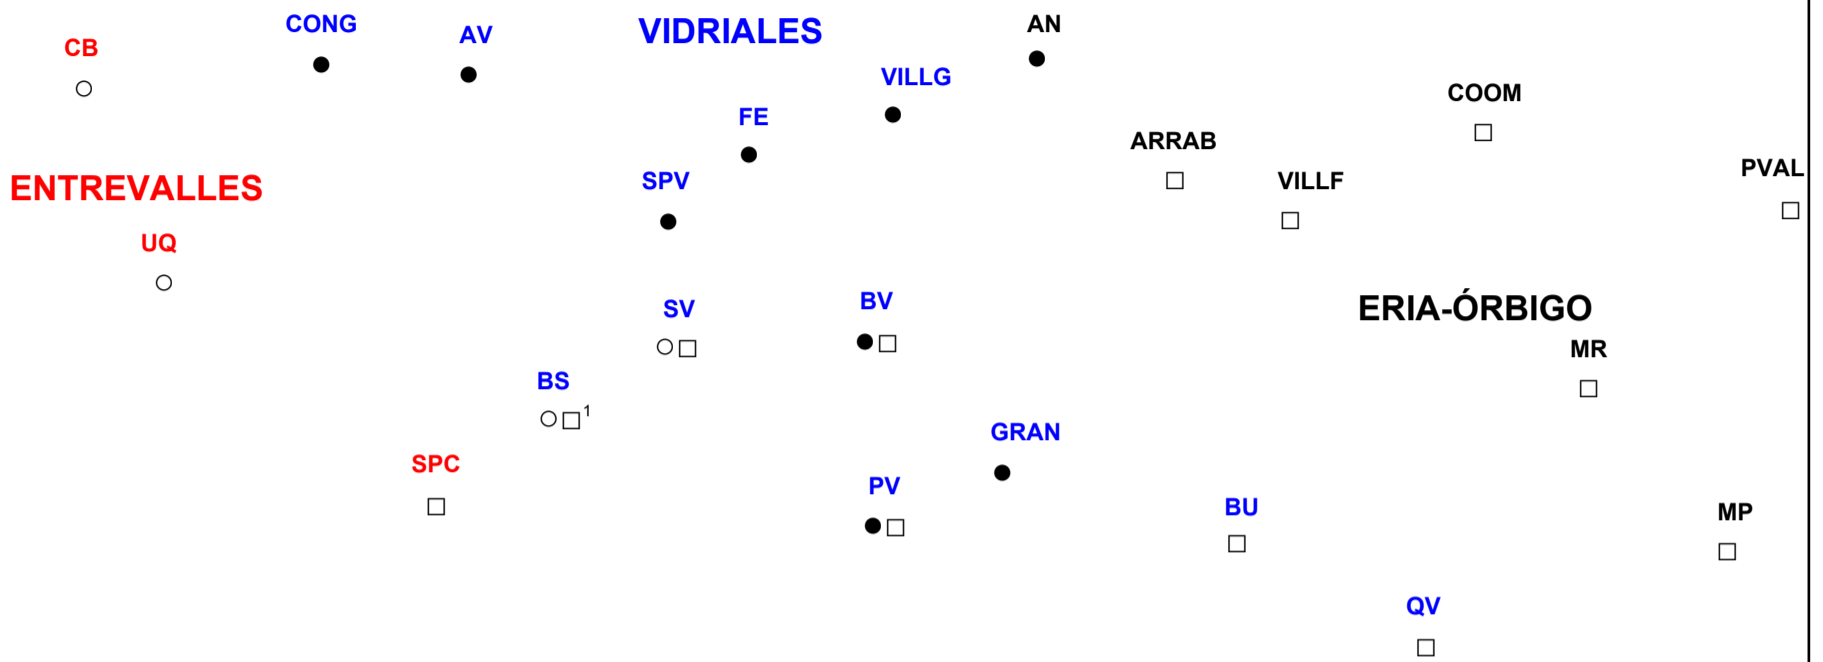 CONG
AN
VIDRIALES
AV
CB
VILLG
COOM
FE
ARRAB
PVAL
SPV
VILLF
ENTREVALLES
UQ
BV
SV
ERIA-ÓRBIGO
MR
BS
1
GRAN
SPC
PV
BU
MP
QV